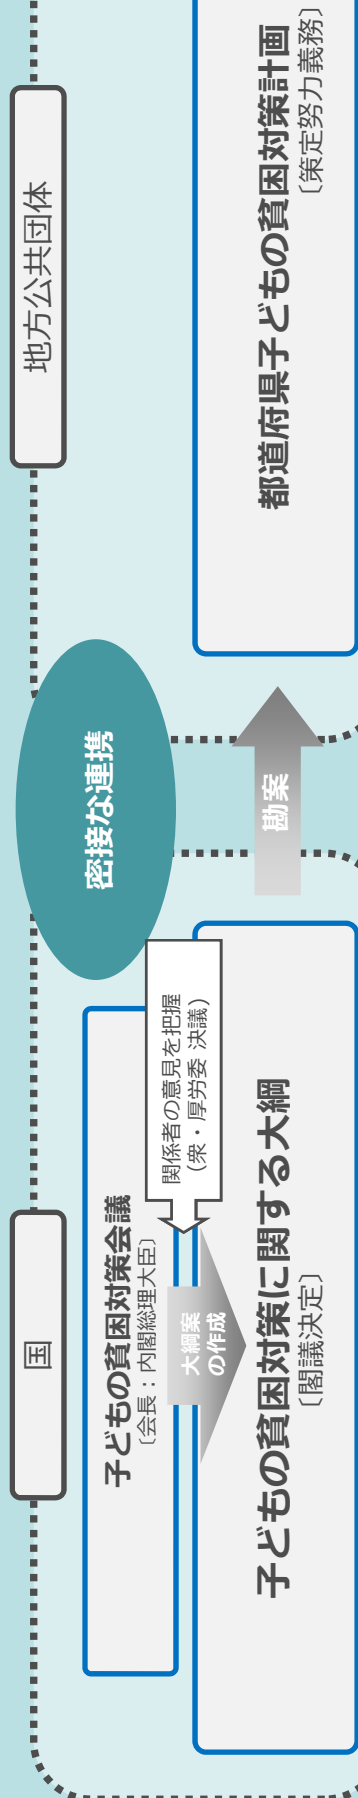 国
子どもの貧困対策会議
〔会長：内閣総理大臣〕
関係者の意見を把握
（衆・厚労委 決議）
大綱案
の作成
子どもの貧困対策に関する大綱
〔閣議決定〕
密接な連携
勘案
地方公共団体
都道府県子どもの貧困対策計画
〔策定努力義務〕